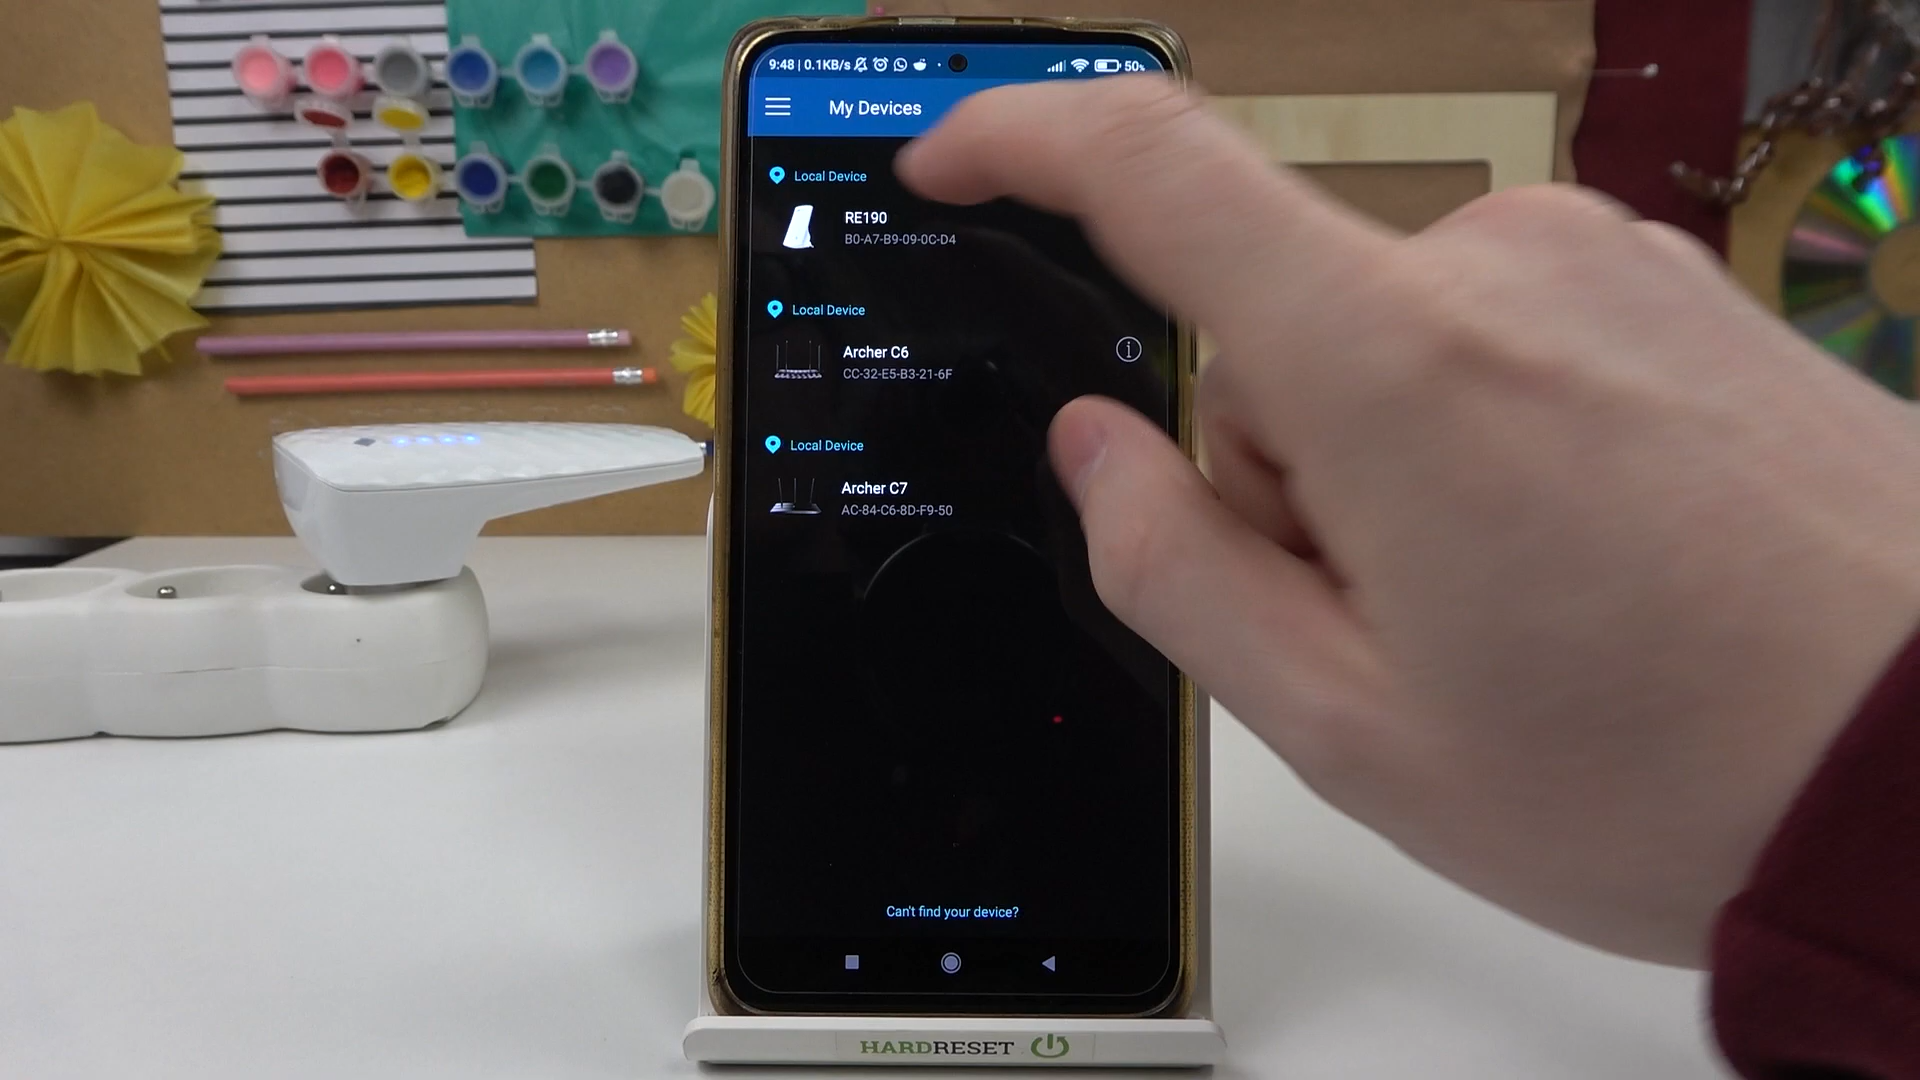 9:48 | 0.1KB/s 50%
My Devices
Local Device
RE190
B0-A7-B9-09-0C-D4
Local Device
Archer C6
CC-32-E5-B3-21-6F
Local Device
Archer C7
AC-84-C6-8D-F9-50
Can't find your device?
HARDRESET